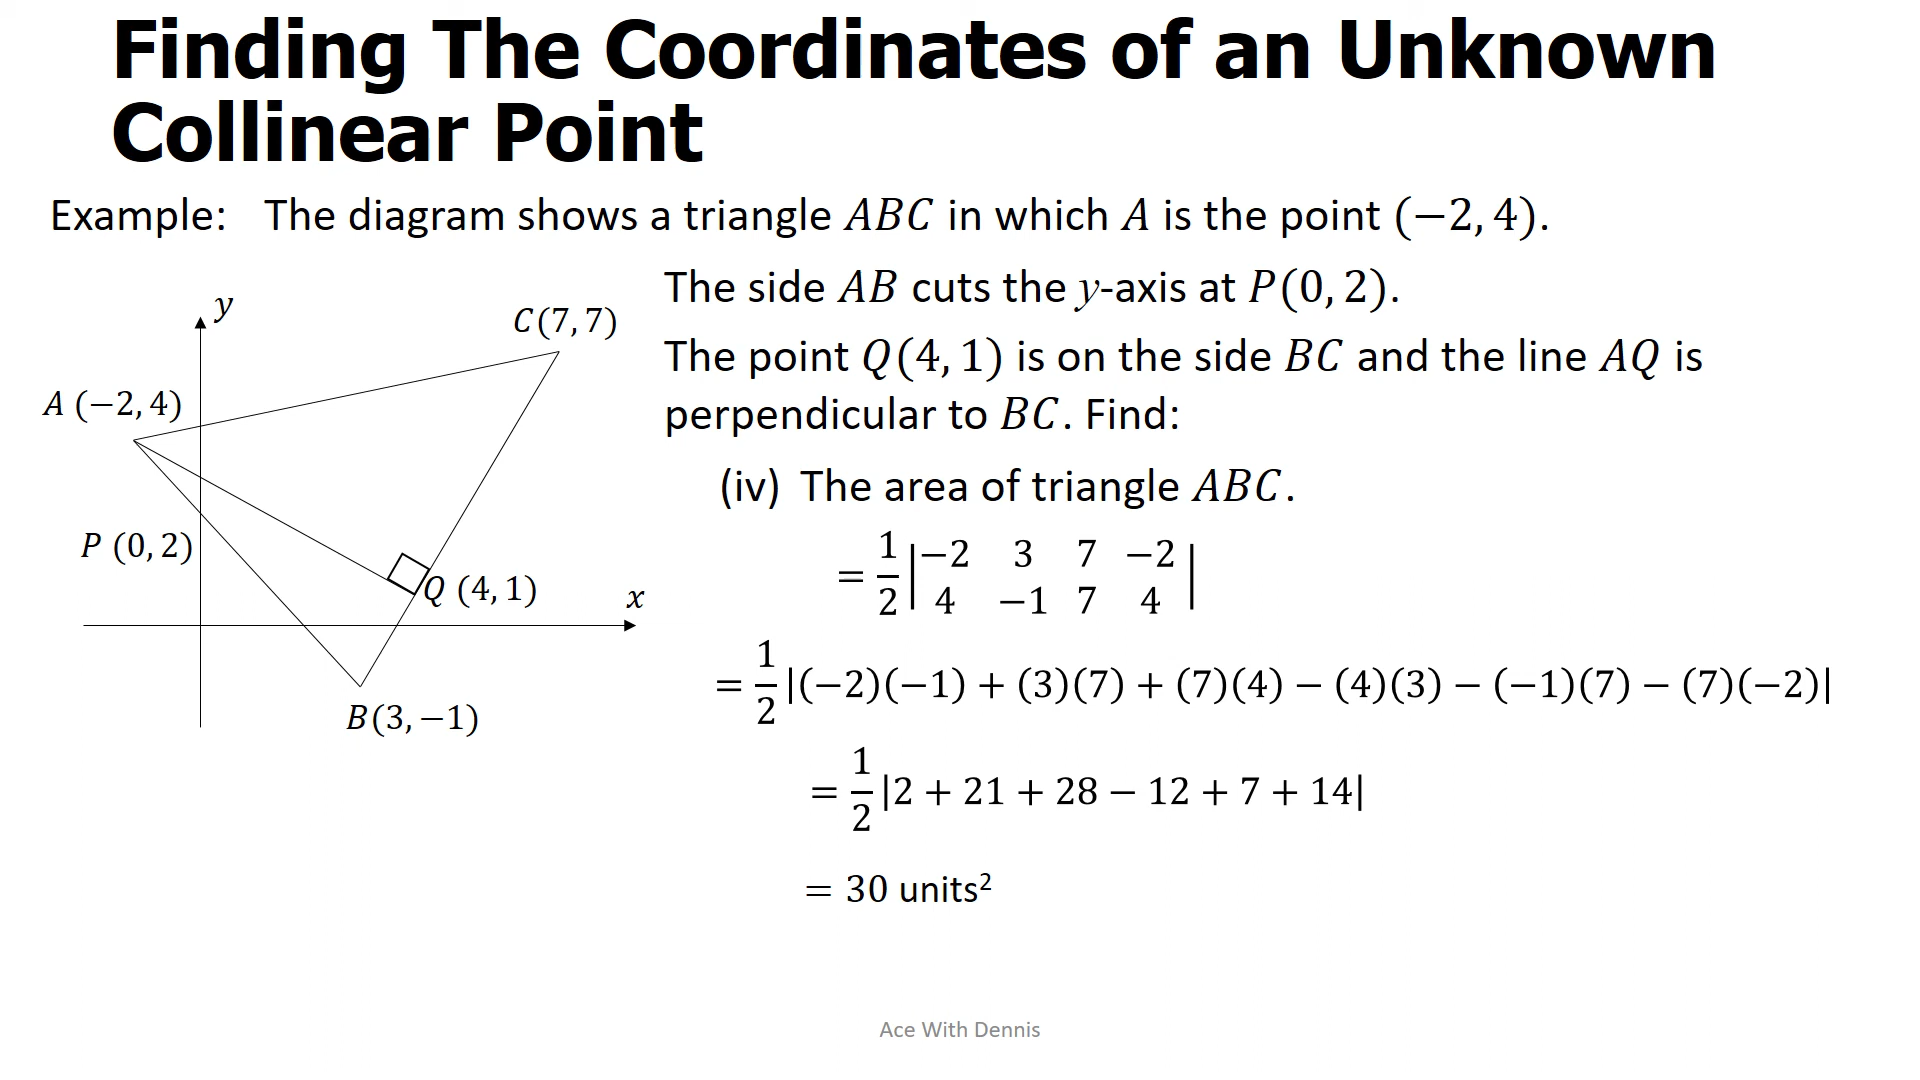 Finding The Coordinates of an Unknown
Collinear Point
Example: The diagram shows a triangle ABC in which A is the point (−2, 4).
The side AB cuts the y-axis at P(0, 2).
The point Q(4, 1) is on the side BC and the line AQ is
perpendicular to BC. Find:
y
C(7, 7)
A (−2, 4)
P (0, 2)
Q (4, 1)
x
B(3, −1)
(iv) The area of triangle ABC.
= 1/2 |−2 3 7 −2
4 −1 7 4|
= 1/2 |(−2)(−1) + (3)(7) + (7)(4) − (4)(3) − (−1)(7) − (7)(−2)|
= 1/2 |2 + 21 + 28 − 12 + 7 + 14|
= 30 units²
Ace With Dennis